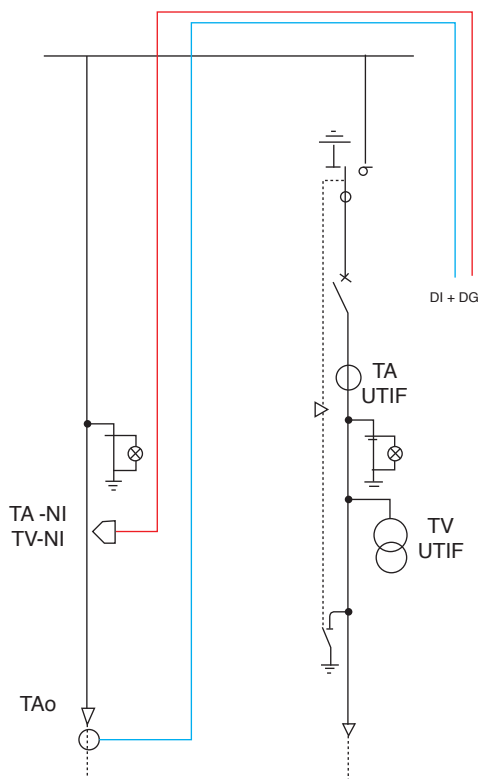 DI + DG
TA
UTIF
TA -NI
TV-NI
TV
UTIF
TAo